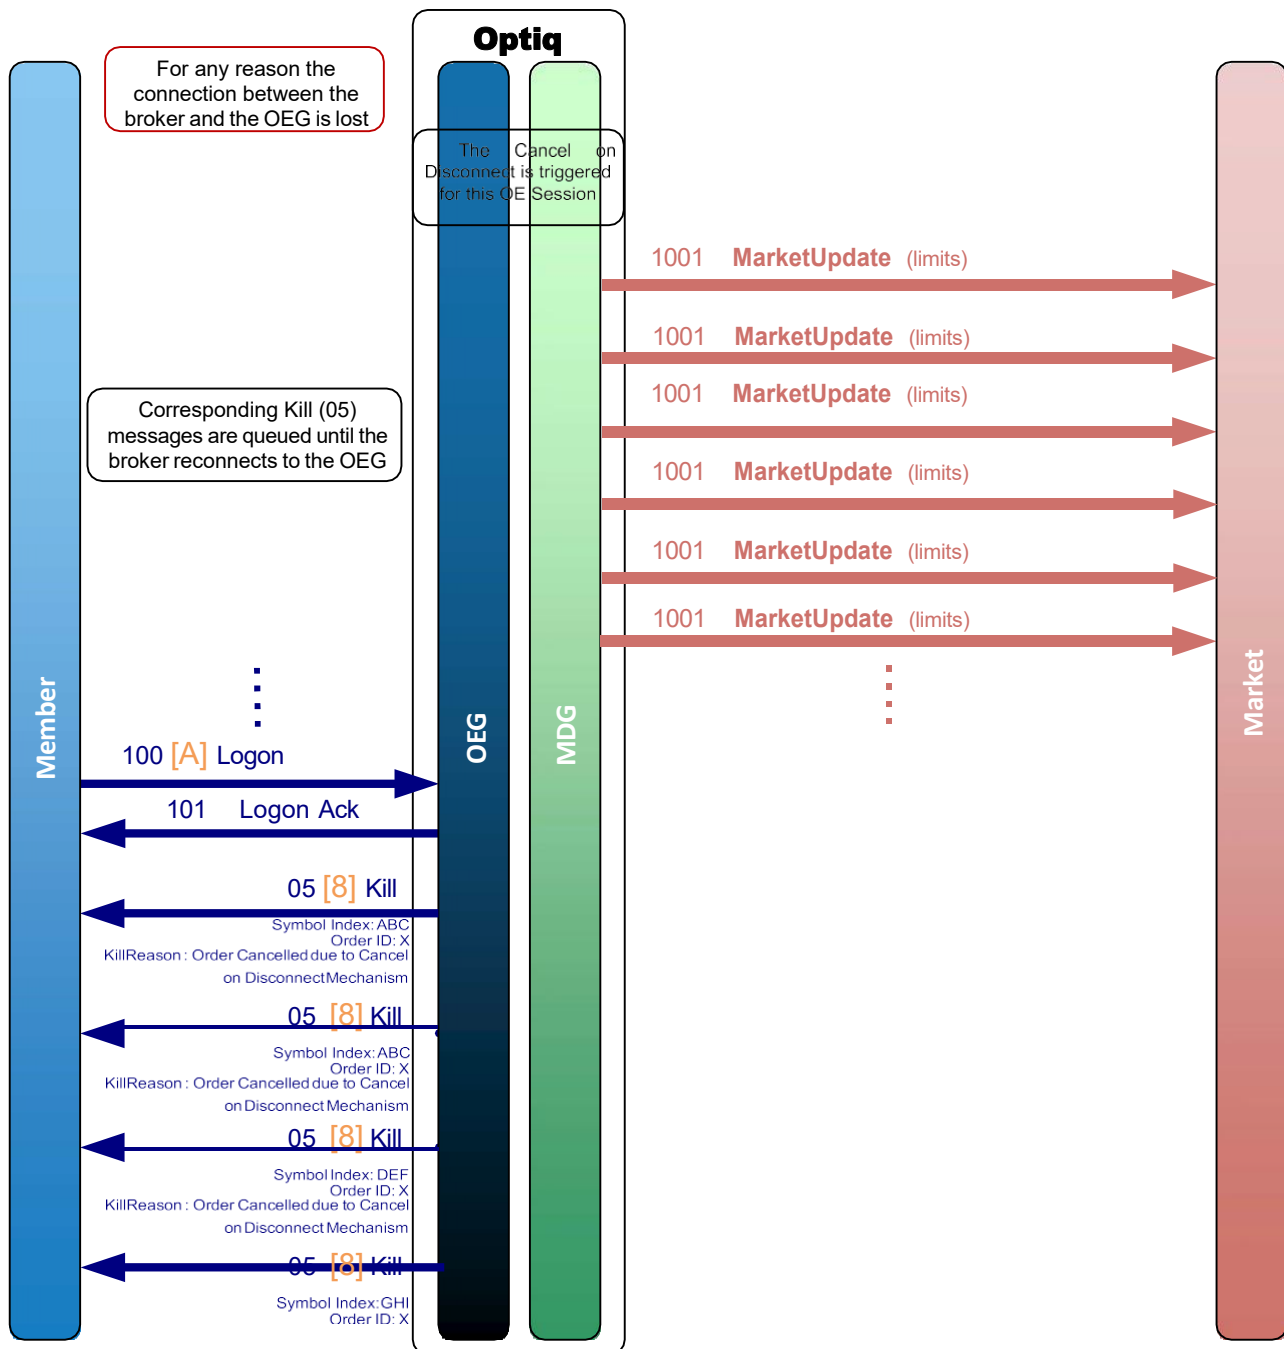 Optiq
For any reason the
connection between the
broker and the OEG is lost
The Cancel on
Disconnect is triggered
for this OE Session
1001 MarketUpdate (limits)
1001 MarketUpdate (limits)
1001 MarketUpdate (limits)
Corresponding Kill (05)
messages are queued until the
broker reconnects to the OEG
1001 MarketUpdate (limits)
1001 MarketUpdate (limits)
1001 MarketUpdate (limits)
Member
OEG
MDG
Market
100 [A] Logon
101 Logon Ack
05 [8] Kill
Symbol Index: ABC
Order ID: X
KillReason : Order Cancelled due to Cancel
on Disconnect Mechanism
05 [8] Kill
Symbol Index: ABC
Order ID: X
KillReason : Order Cancelled due to Cancel
on Disconnect Mechanism
05 [8] Kill
Symbol Index: DEF
Order ID: X
KillReason : Order Cancelled due to Cancel
on Disconnect Mechanism
05 [8] Kill
Symbol Index: GHI
Order ID: X